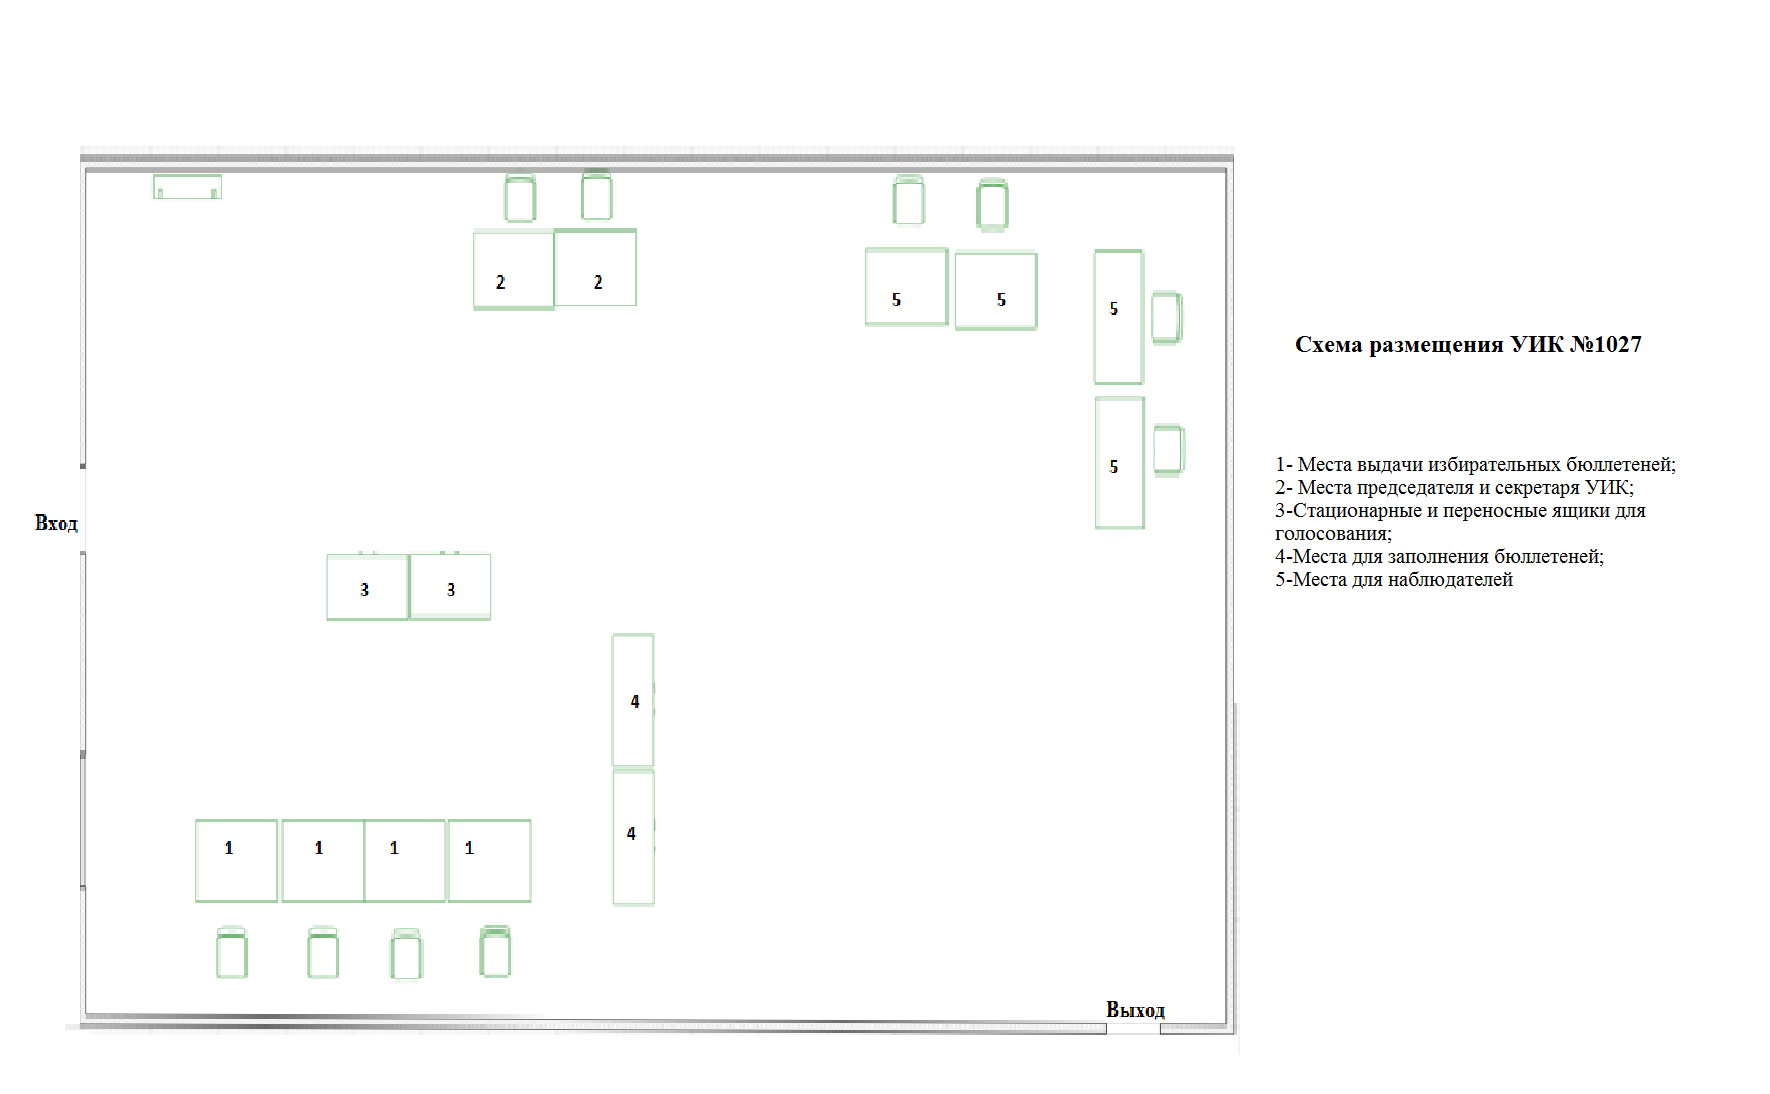 2
2
5
5
5
Схема размещения УИК №1027
5
1- Места выдачи избирательных бюллетеней;
2- Места председателя и секретаря УИК;
3-Стационарные и переносные ящики для
голосования;
4-Места для заполнения бюллетеней;
5-Места для наблюдателей
Вход
3
3
4
4
1
1
1
1
Выход